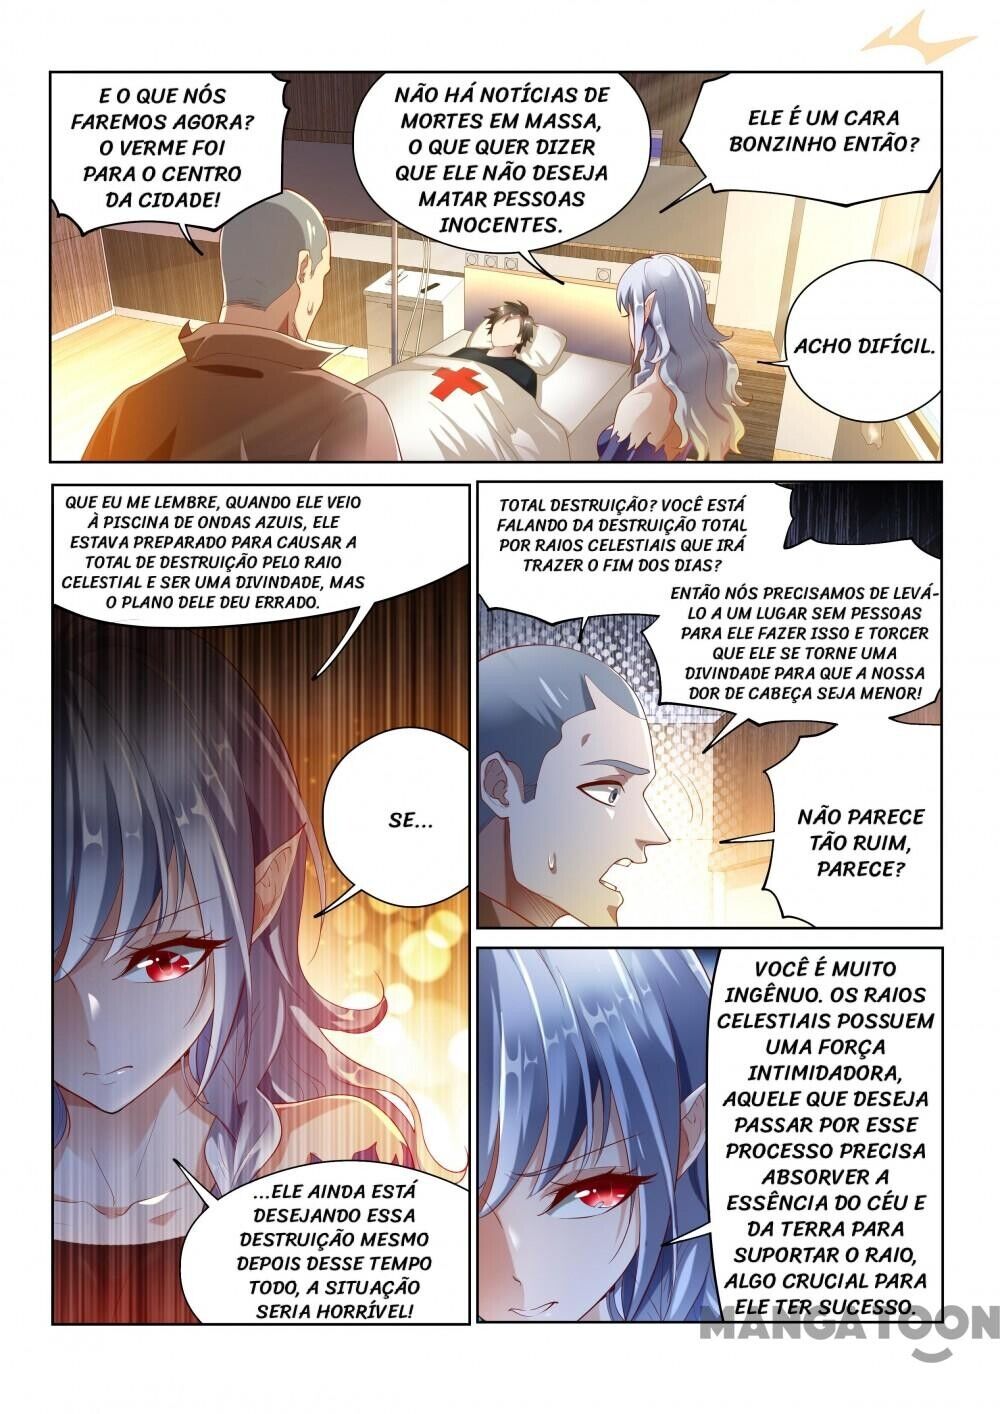 E O QUE NÓS
FAREMOS AGORA?
O VERME FOI
PARA O CENTRO
DA CIDADE!
NÃO HÁ NOTÍCIAS DE
MORTES EM MASSA,
O QUE QUER DIZER
QUE ELE NÃO DESEJA
MATAR PESSOAS
INOCENTES.
ELE É UM CARA
BONZINHO ENTÃO?
ACHO DIFÍCIL.
QUE EU ME LEMBRE, QUANDO ELE VEIO
À PISCINA DE ONDAS AZUIS, ELE
ESTAVA PREPARADO PARA CAUSAR A
TOTAL DE DESTRUIÇÃO PELO RAIO
CELESTIAL E SER UMA DIVINDADE, MAS
O PLANO DELE DEU ERRADO.
SE...
...ELE AINDA ESTÁ
DESEJANDO ESSA
DESTRUIÇÃO MESMO
DEPOIS DESSE TEMPO
TODO, A SITUAÇÃO
SERIA HORRÍVEL!
TOTAL DESTRUIÇÃO? VOCÊ ESTÁ
FALANDO DA DESTRUIÇÃO TOTAL
POR RAIOS CELESTIAIS QUE IRÁ
TRAZER O FIM DOS DIAS?
ENTÃO NÓS PRECISAMOS DE LEVÁ-
LO A UM LUGAR SEM PESSOAS
PARA ELE FAZER ISSO E TORCER
QUE ELE SE TORNE UMA
DIVINDADE PARA QUE A NOSSA
DOR DE CABEÇA SEJA MENOR!
NÃO PARECE
TÃO RUIM,
PARECE?
VOCÊ É MUITO
INGÊNUO. OS RAIOS
CELESTIAIS POSSUEM
UMA FORÇA
INTIMIDADORA,
AQUELE QUE DESEJA
PASSAR POR ESSE
PROCESSO PRECISA
ABSORVER A
ESSÊNCIA DO CÉU E
DA TERRA PARA
SUPORTAR O RAIO,
ALGO CRUCIAL PARA
ELE TER SUCESSO.
MANGATOON